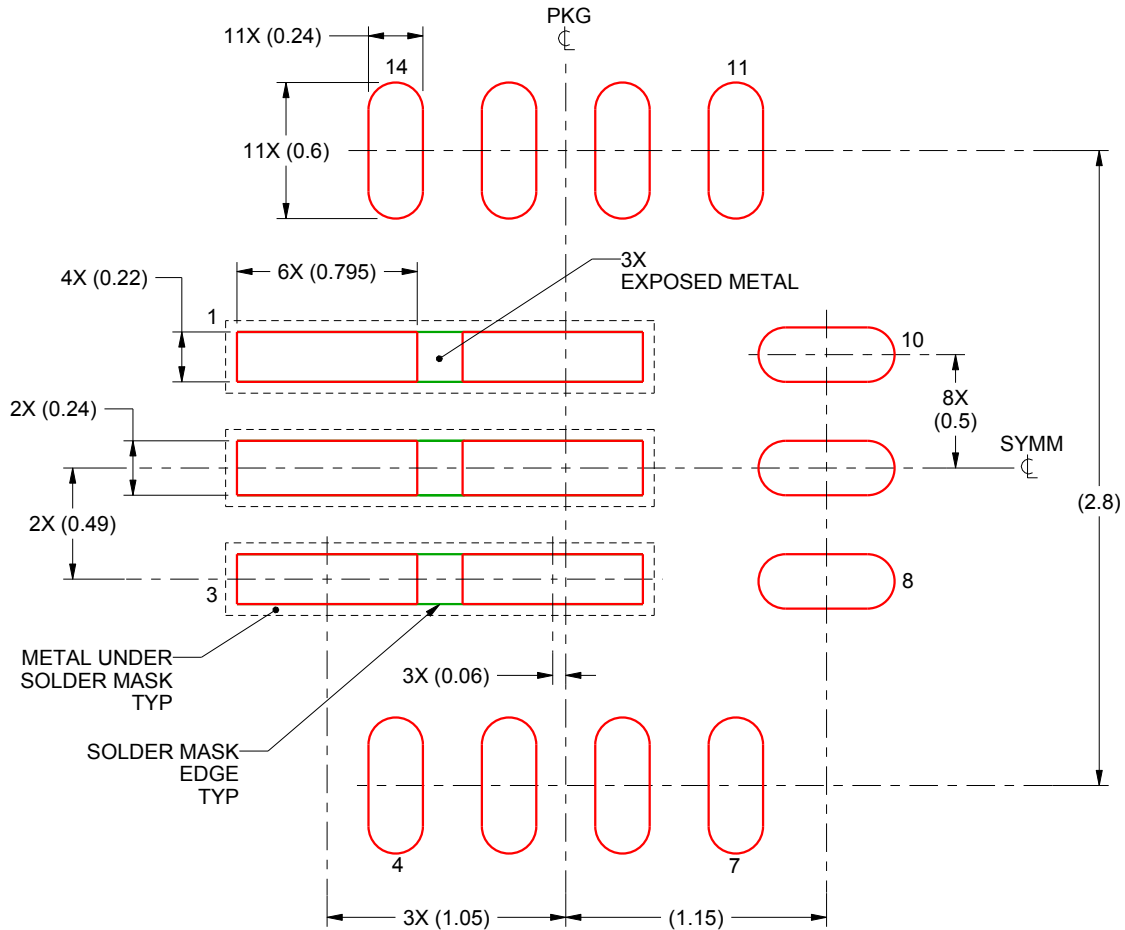 PKG
11X (0.24)
14
11
11X (0.6)
6X (0.795)
4X (0.22)
3X
EXPOSED METAL
1
10
8X
(0.5)
2X (0.24)
SYMM
2X (0.49)
(2.8)
3
8
METAL UNDER
SOLDER MASK
TYP
3X (0.06)
SOLDER MASK
EDGE
TYP
4
7
3X (1.05)
(1.15)